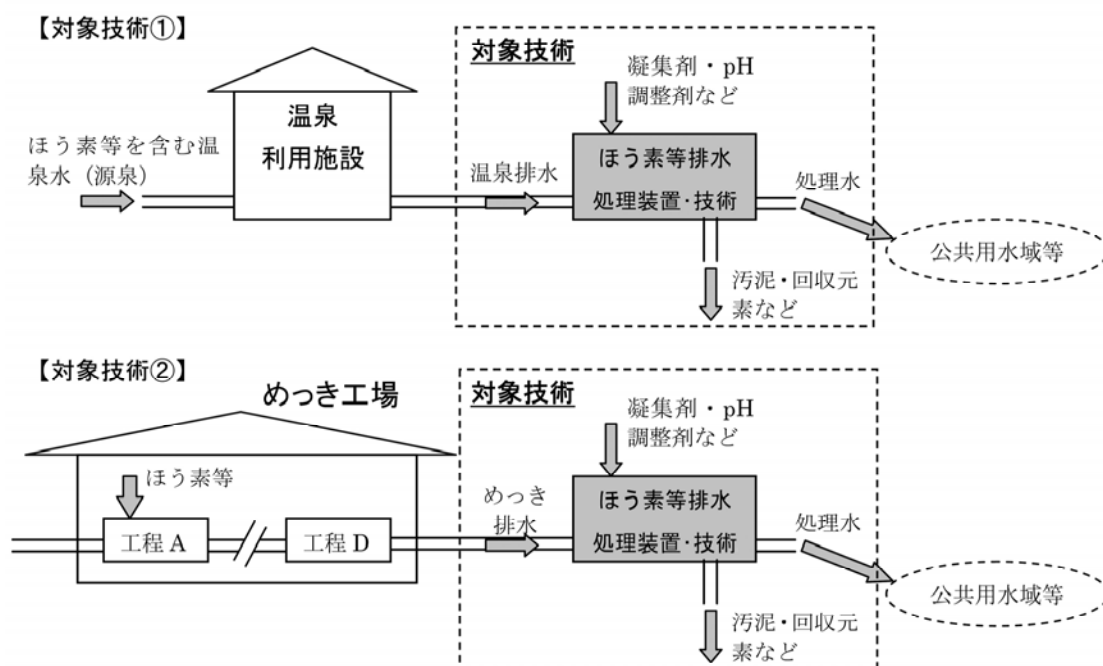 【対象技術①】
対象技術
凝集剤・pH
調整剤など
温泉
利用施設
ほう素等を含む温
泉水（源泉）
温泉排水
ほう素等排水
処理装置・技術
処理水
公共用水域等
汚泥・回収元
素など
【対象技術②】
めっき工場
対象技術
凝集剤・pH
調整剤など
ほう素等
工程 A
工程 D
めっき
排水
ほう素等排水
処理装置・技術
処理水
公共用水域等
汚泥・回収元
素など